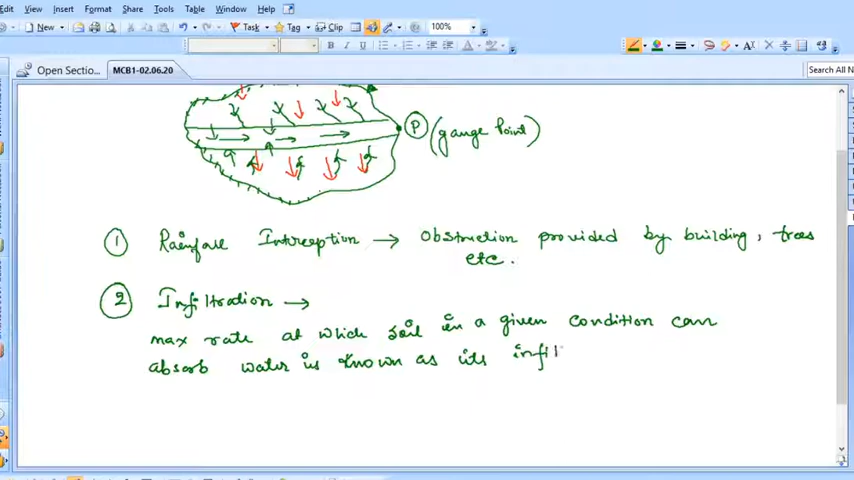 Edit View Insert Format Tools Table Window Help
New Task Tag Clip 100%
Open Sectio... MCB1-02.06.20 Search All N
P (gauge Point)
1 Rainfall Interception → Obstruction provided by building, trees
etc.
2 Infiltration →
max rate at which soil in a given condition can
absorb water is known as its infil